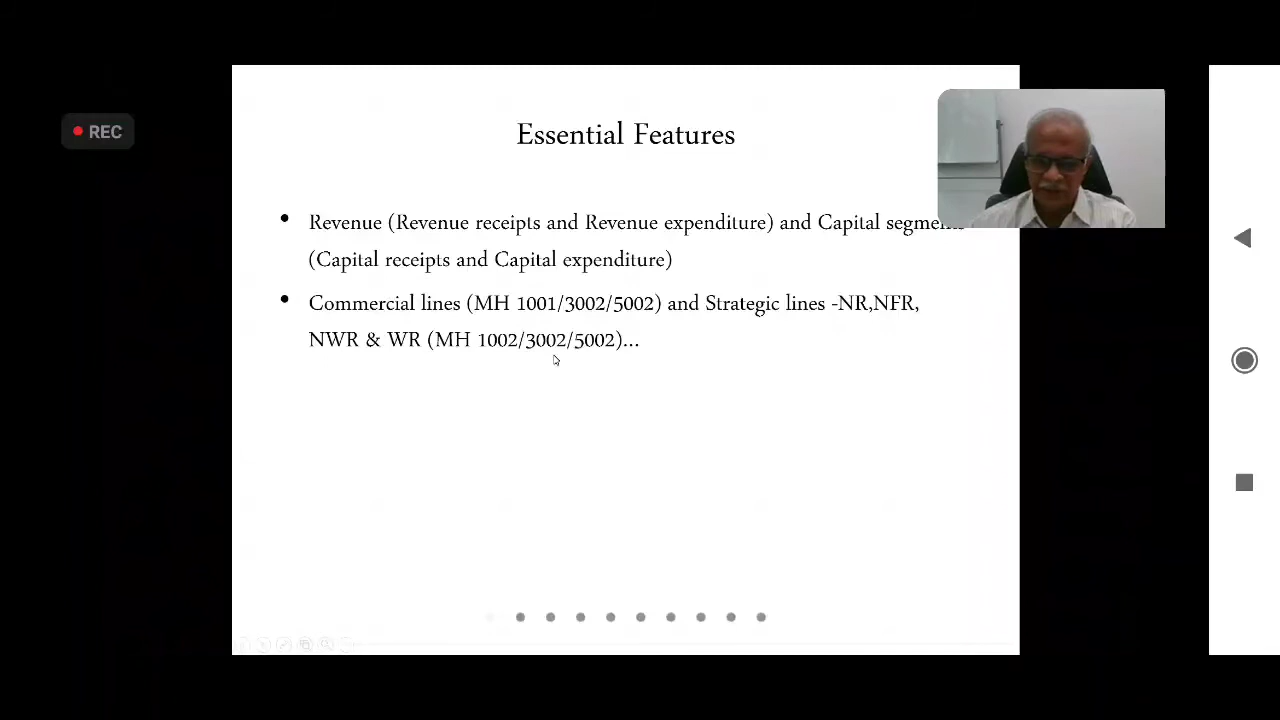 REC
Essential Features
• Revenue (Revenue receipts and Revenue expenditure) and Capital
(Capital receipts and Capital expenditure)
• Commercial lines (MH 1001/3002/5002) and Strategic lines -NR,NFR,
NWR & WR (MH 1002/3002/5002)...